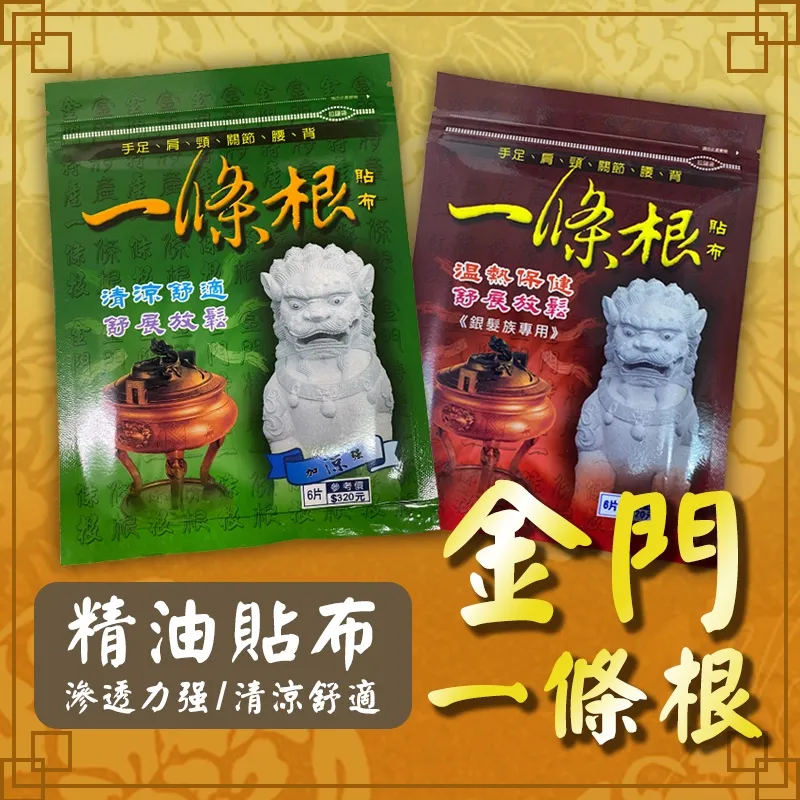 手足、肩、頸、關節、腰、背
一條根
貼布
清涼舒適
舒展放鬆
加涼強
6片
參考價
$320元
手足、肩、頸、關節、腰、背
一條根
貼布
溫熱保健
舒展放鬆
《銀髮族專用》
6片
精油貼布
滲透力强/清涼舒適
金門
一條根